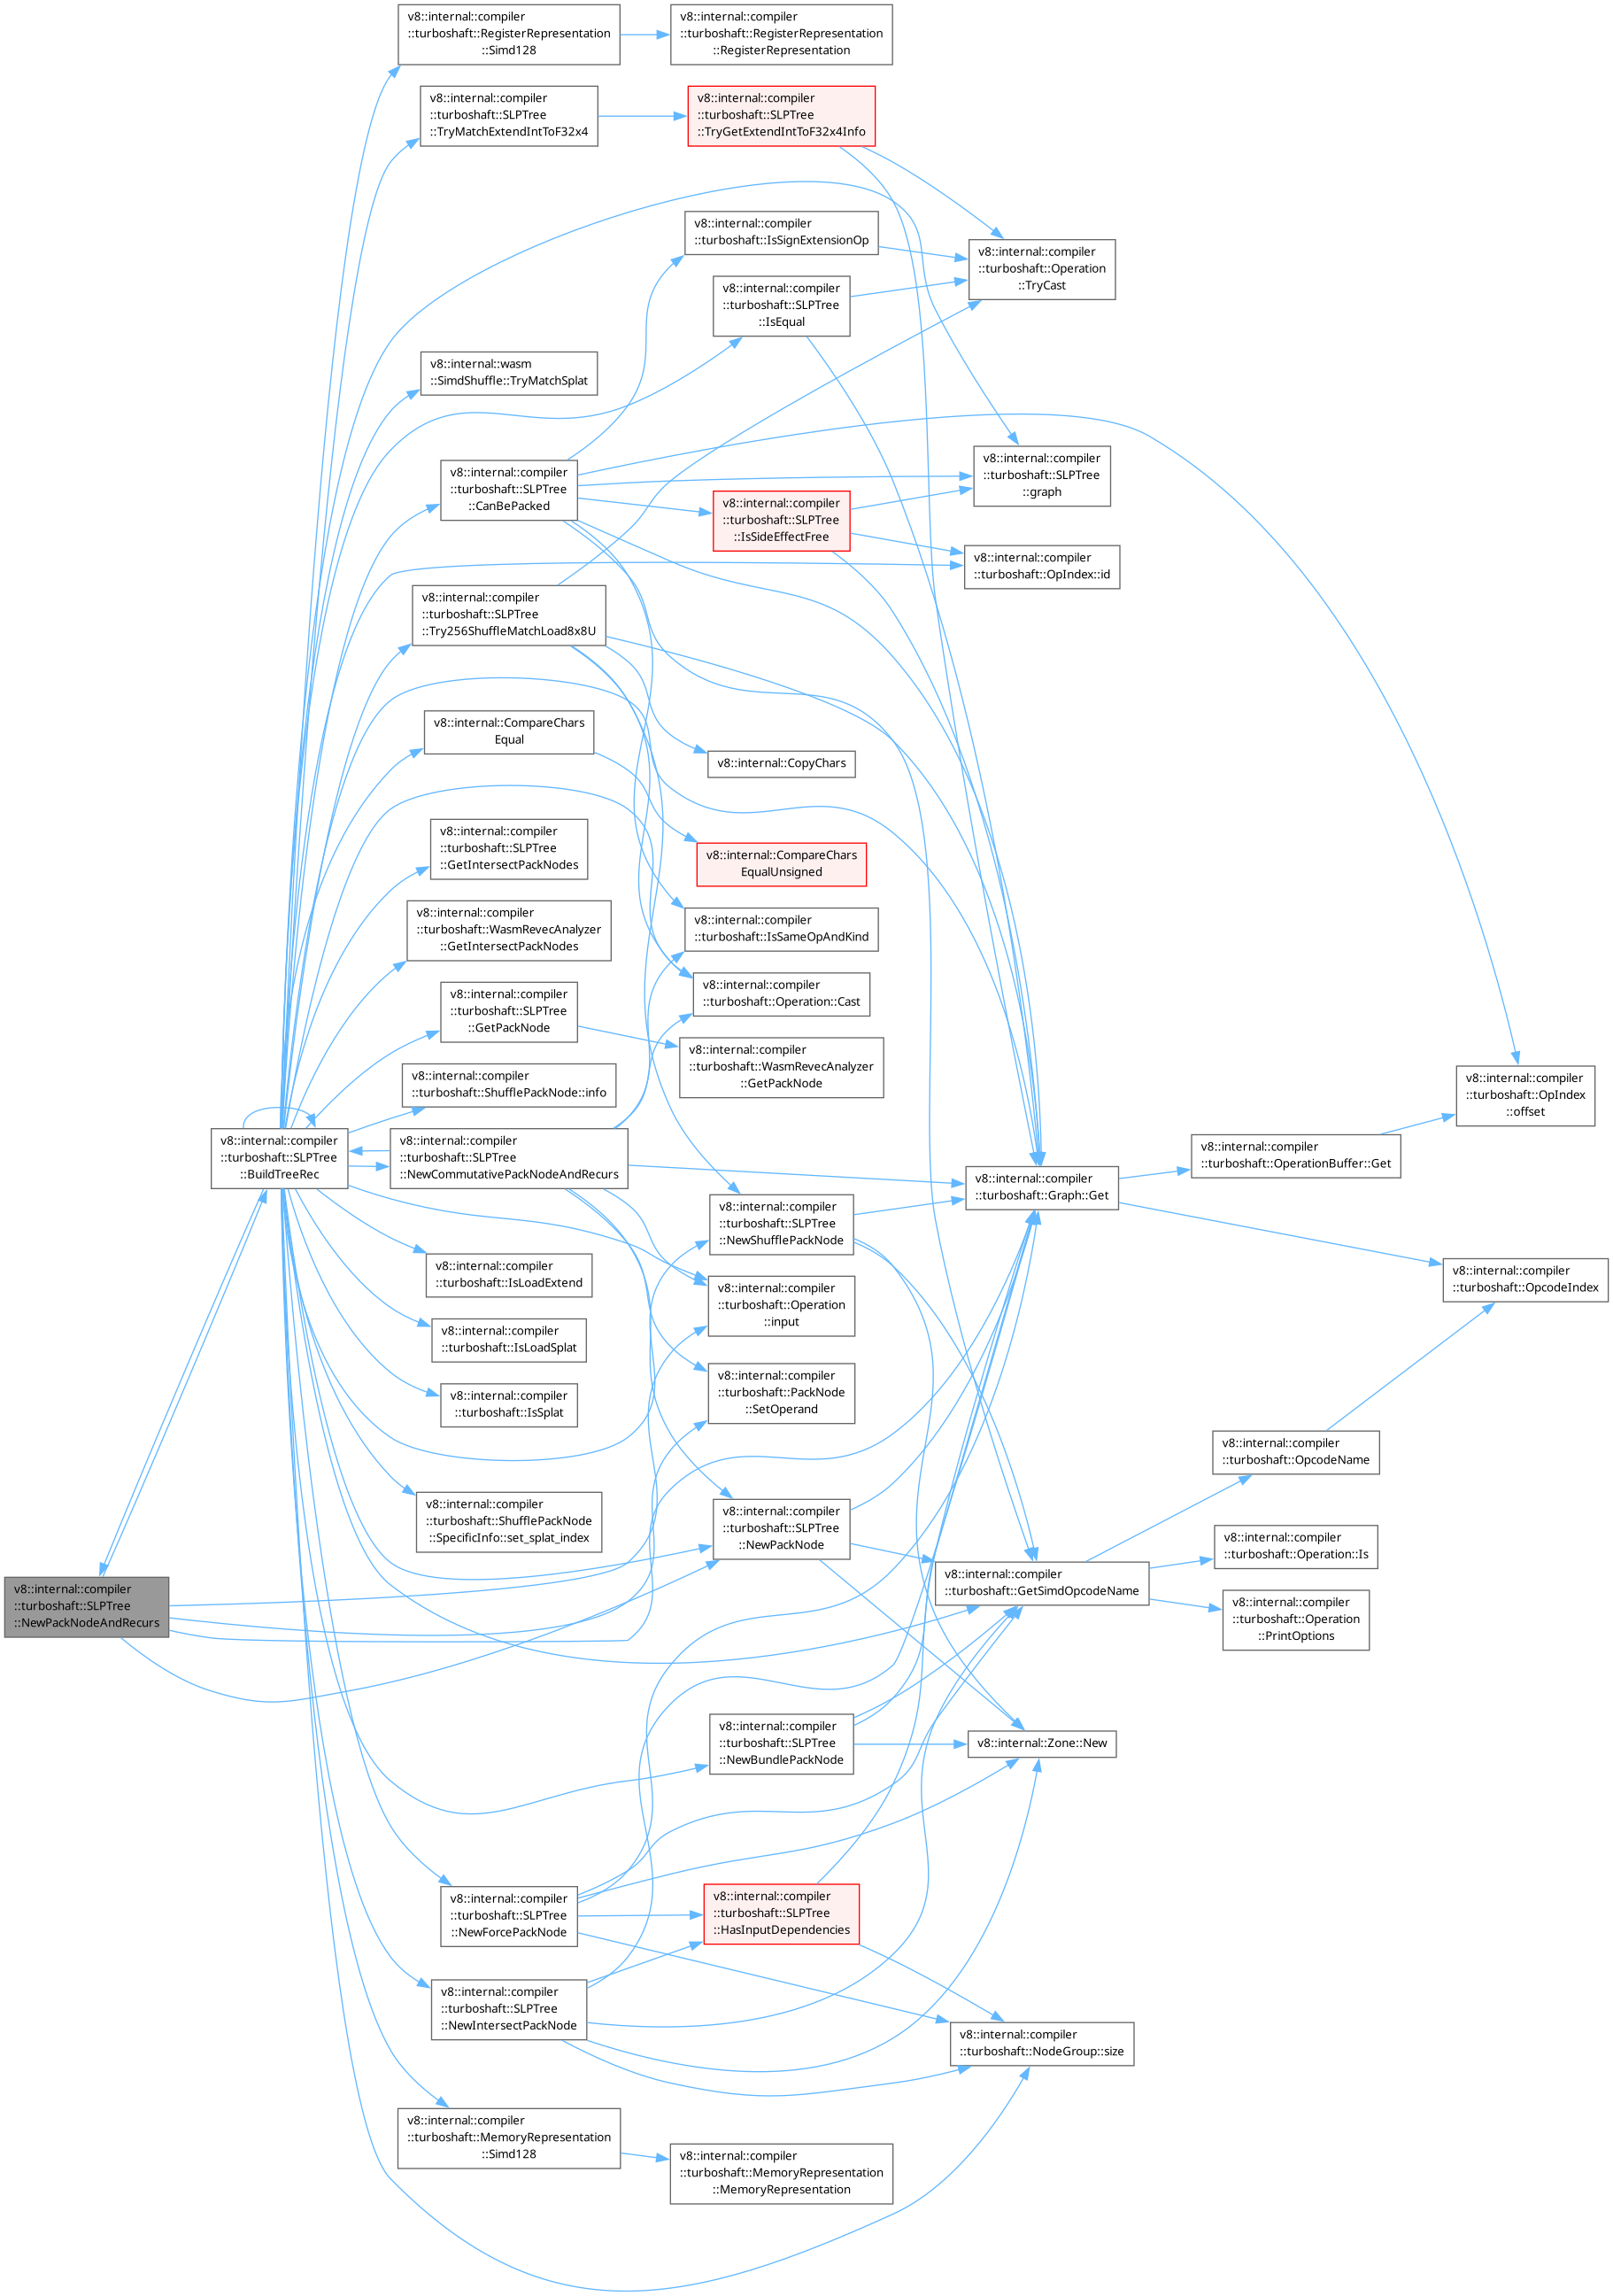 v8::internal::compiler
::turboshaft::RegisterRepresentation
::Simd128
v8::internal::compiler
::turboshaft::RegisterRepresentation
::RegisterRepresentation
v8::internal::compiler
::turboshaft::SLPTree
::TryMatchExtendIntToF32x4
v8::internal::compiler
::turboshaft::SLPTree
::TryGetExtendIntToF32x4Info
v8::internal::compiler
::turboshaft::IsSignExtensionOp
v8::internal::compiler
::turboshaft::Operation
::TryCast
v8::internal::compiler
::turboshaft::SLPTree
::IsEqual
v8::internal::wasm
::SimdShuffle::TryMatchSplat
v8::internal::compiler
::turboshaft::SLPTree
::CanBePacked
v8::internal::compiler
::turboshaft::SLPTree
::graph
v8::internal::compiler
::turboshaft::SLPTree
::IsSideEffectFree
v8::internal::compiler
::turboshaft::OpIndex::id
v8::internal::compiler
::turboshaft::SLPTree
::Try256ShuffleMatchLoad8x8U
v8::internal::CompareChars
Equal
v8::internal::CopyChars
v8::internal::compiler
::turboshaft::SLPTree
::GetIntersectPackNodes
v8::internal::CompareChars
EqualUnsigned
v8::internal::compiler
::turboshaft::WasmRevecAnalyzer
::GetIntersectPackNodes
v8::internal::compiler
::turboshaft::IsSameOpAndKind
v8::internal::compiler
::turboshaft::SLPTree
::GetPackNode
v8::internal::compiler
::turboshaft::Operation::Cast
v8::internal::compiler
::turboshaft::WasmRevecAnalyzer
::GetPackNode
v8::internal::compiler
::turboshaft::ShufflePackNode::info
v8::internal::compiler
::turboshaft::OpIndex
::offset
v8::internal::compiler
::turboshaft::SLPTree
::BuildTreeRec
v8::internal::compiler
::turboshaft::SLPTree
::NewCommutativePackNodeAndRecurs
v8::internal::compiler
::turboshaft::OperationBuffer::Get
v8::internal::compiler
::turboshaft::Graph::Get
v8::internal::compiler
::turboshaft::SLPTree
::NewShufflePackNode
v8::internal::compiler
::turboshaft::IsLoadExtend
v8::internal::compiler
::turboshaft::OpcodeIndex
v8::internal::compiler
::turboshaft::Operation
::input
v8::internal::compiler
::turboshaft::IsLoadSplat
v8::internal::compiler
::turboshaft::IsSplat
v8::internal::compiler
::turboshaft::PackNode
::SetOperand
v8::internal::compiler
::turboshaft::OpcodeName
v8::internal::compiler
::turboshaft::ShufflePackNode
::SpecificInfo::set_splat_index
v8::internal::compiler
::turboshaft::SLPTree
::NewPackNode
v8::internal::compiler
::turboshaft::Operation::Is
v8::internal::compiler
::turboshaft::SLPTree
::NewPackNodeAndRecurs
v8::internal::compiler
::turboshaft::GetSimdOpcodeName
v8::internal::compiler
::turboshaft::Operation
::PrintOptions
v8::internal::compiler
::turboshaft::SLPTree
::NewBundlePackNode
v8::internal::Zone::New
v8::internal::compiler
::turboshaft::SLPTree
::NewForcePackNode
v8::internal::compiler
::turboshaft::SLPTree
::HasInputDependencies
v8::internal::compiler
::turboshaft::SLPTree
::NewIntersectPackNode
v8::internal::compiler
::turboshaft::NodeGroup::size
v8::internal::compiler
::turboshaft::MemoryRepresentation
::Simd128
v8::internal::compiler
::turboshaft::MemoryRepresentation
::MemoryRepresentation